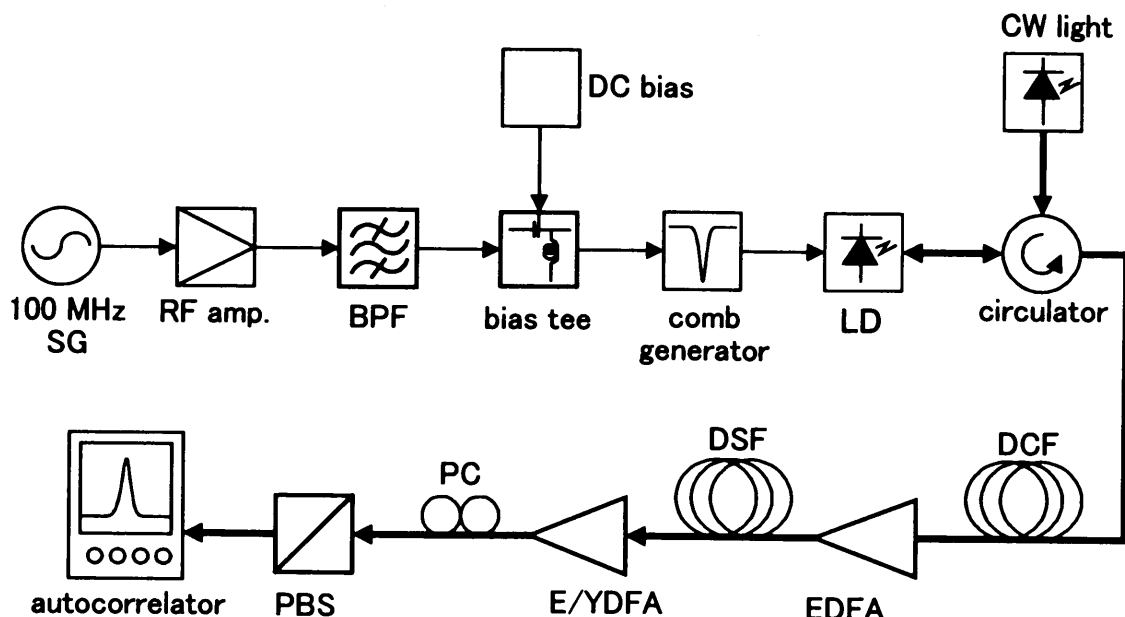 CW light
DC bias
100 MHz
SG
RF amp.
BPF
bias tee
comb
generator
LD
circulator
DSF
DCF
PC
autocorrelator
PBS
E/YDFA
EDFA